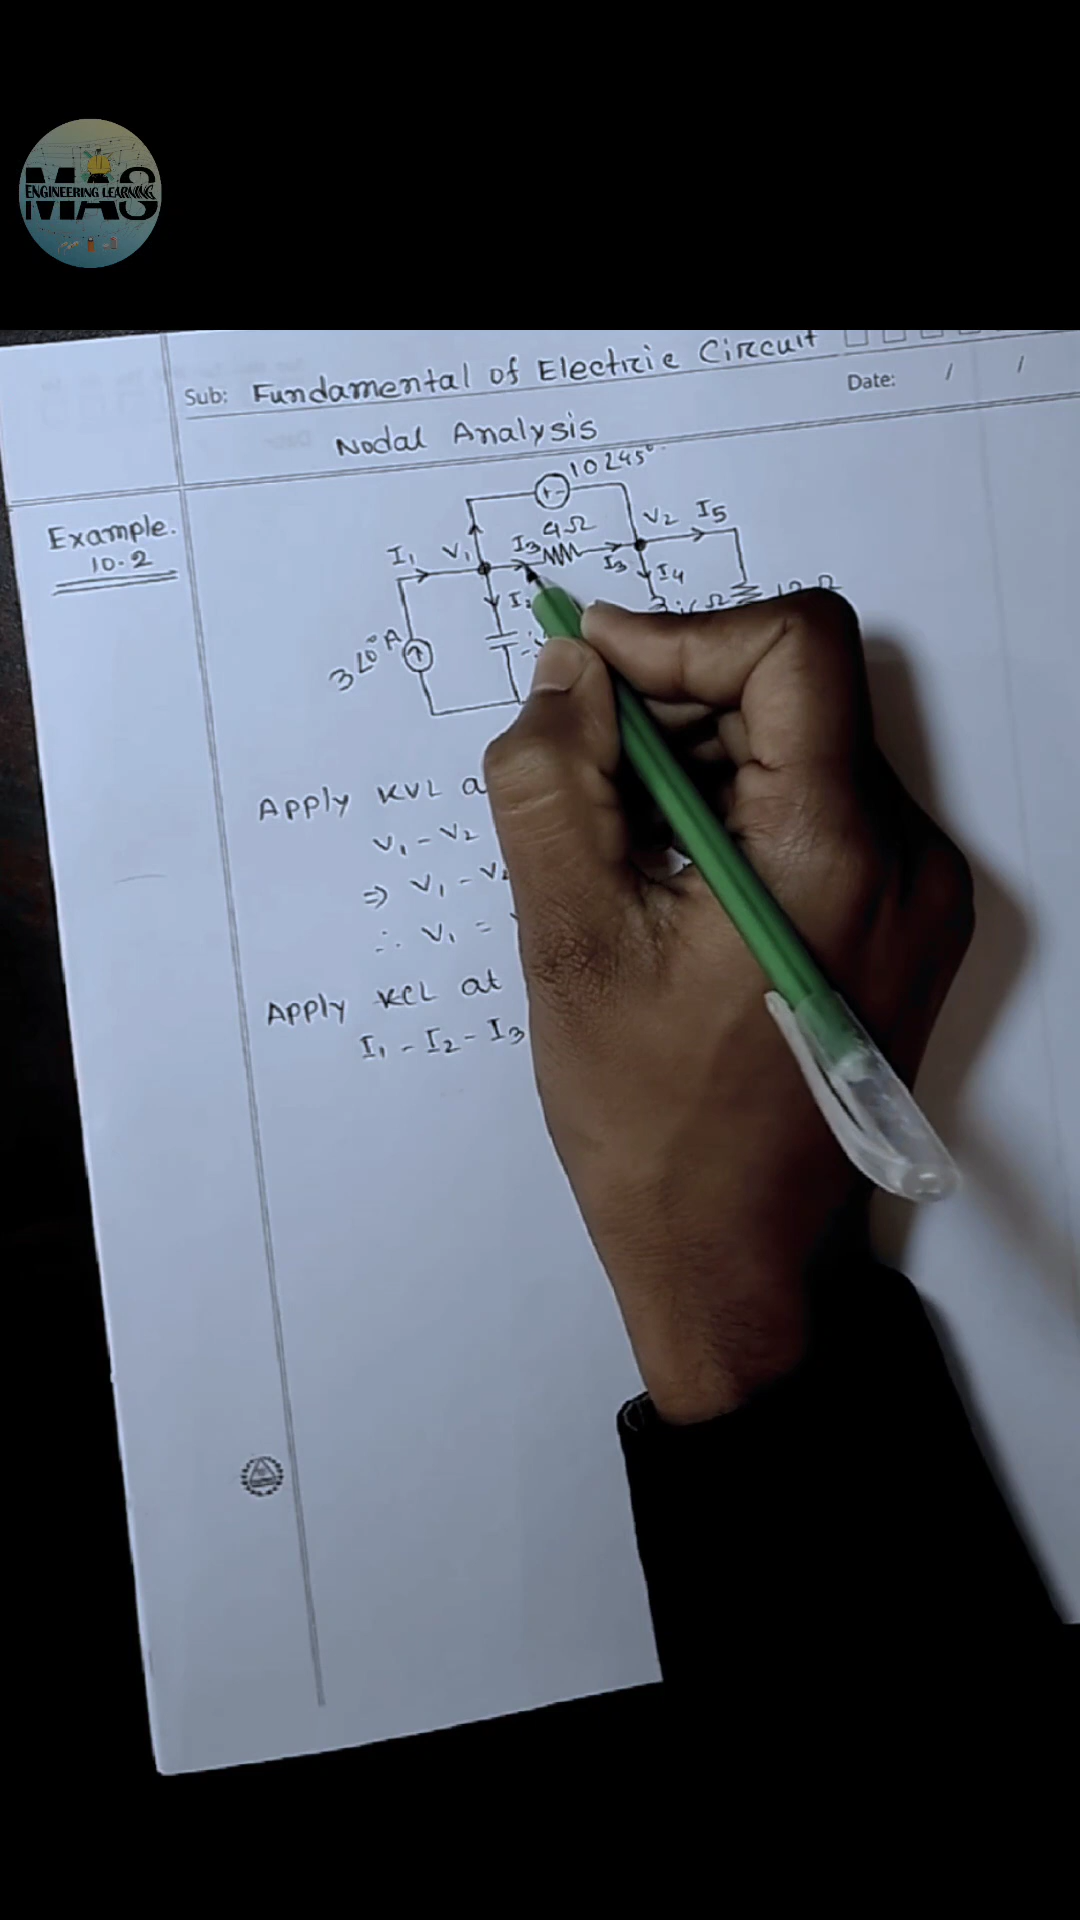 MAS
ENGINEERING LEARNING
Sub: Fundamental of Electric Circuit
Date: / /
Nodal Analysis
Example.
10.2
10∠45°
+-
I₁ V₁ I₃ 4Ω I₃ V₂ I₅
I₄
3∠0° A
Apply KVL
V₁ - V₂
⇒ V₁ -
∴ V₁ =
Apply KCL at
I₁ - I₂ - I₃